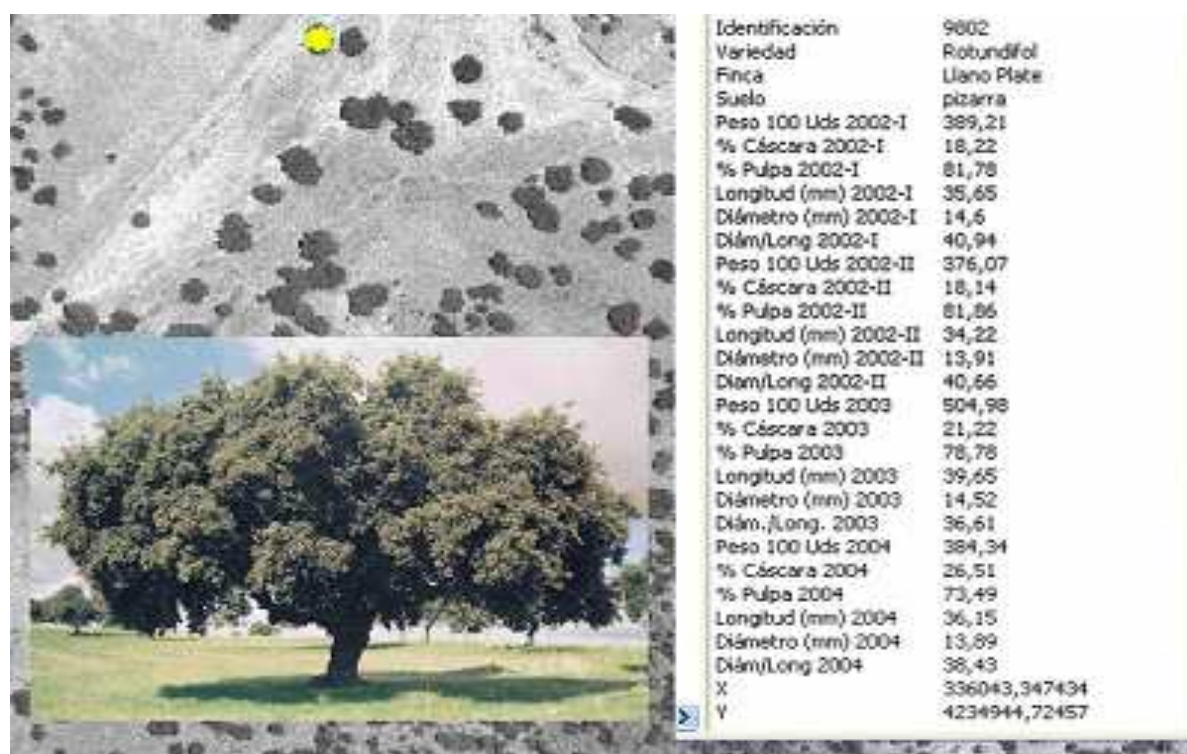 Identificación 9802
Variedad Rotundifol
Finca Llano Plate
Suelo pizarra
Peso 100 Uds 2002-I 389,21
% Cáscara 2002-I 18,22
% Pulpa 2002-I 81,78
Longitud (mm) 2002-I 35,65
Diámetro (mm) 2002-I 14,6
Diám/Long 2002-I 40,94
Peso 100 Uds 2002-II 376,07
% Cáscara 2002-II 18,14
% Pulpa 2002-II 81,86
Longitud (mm) 2002-II 34,22
Diámetro (mm) 2002-II 13,91
Diam/Long 2002-II 40,66
Peso 100 Uds 2003 504,98
% Cáscara 2003 21,22
% Pulpa 2003 78,78
Longitud (mm) 2003 39,65
Diámetro (mm) 2003 14,52
Diám./Long. 2003 36,61
Peso 100 Uds 2004 384,34
% Cáscara 2004 26,51
% Pulpa 2004 73,49
Longitud (mm) 2004 36,15
Diámetro (mm) 2004 13,89
Diám/Long 2004 38,43
X 336043,347434
Y 4234944,72457